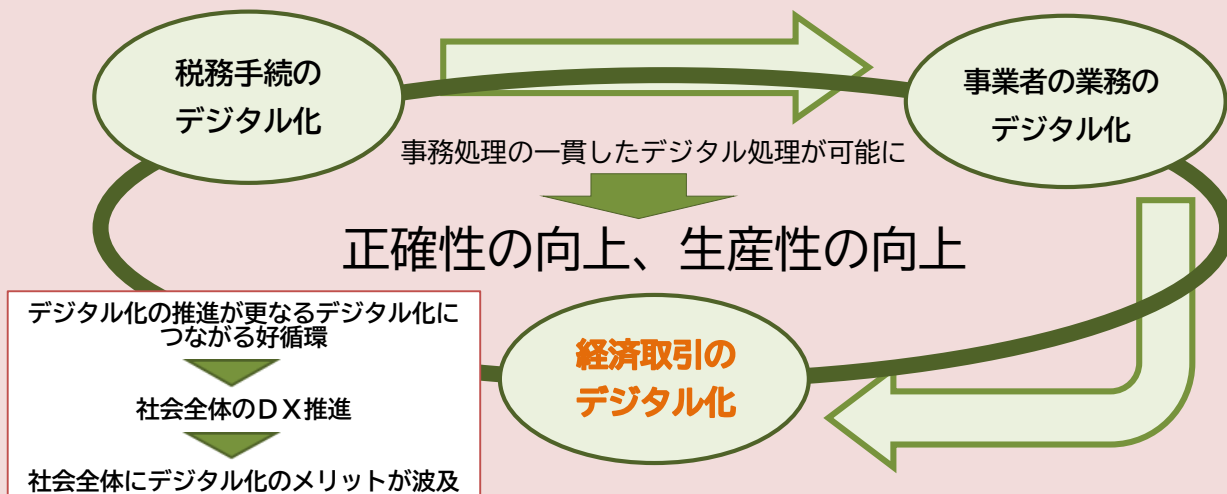 税務手続の
デジタル化
事業者の業務の
デジタル化
事務処理の一貫したデジタル処理が可能に
正確性の向上、生産性の向上
経済取引の
デジタル化
デジタル化の推進が更なるデジタル化に
つながる好循環
社会全体のＤＸ推進
社会全体にデジタル化のメリットが波及